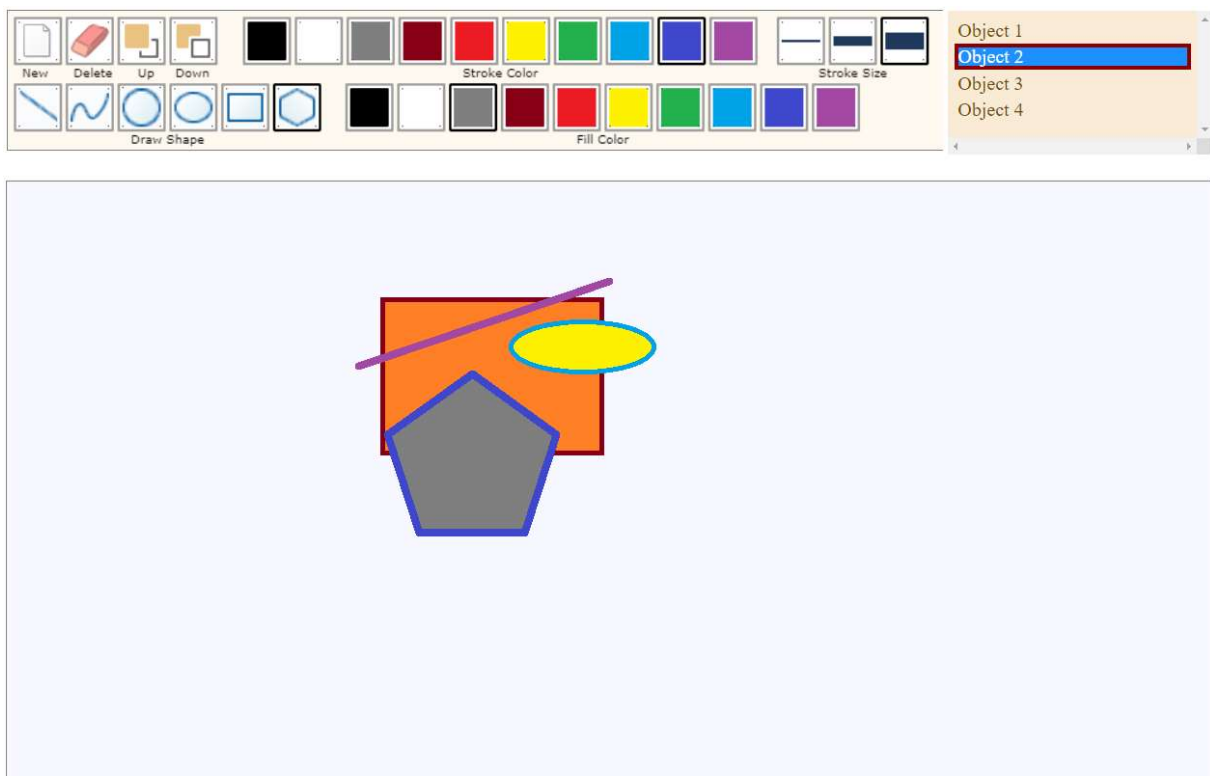 New Delete Up Down Stroke Color Stroke Size
Draw Shape Fill Color
Object 1
Object 2
Object 3
Object 4